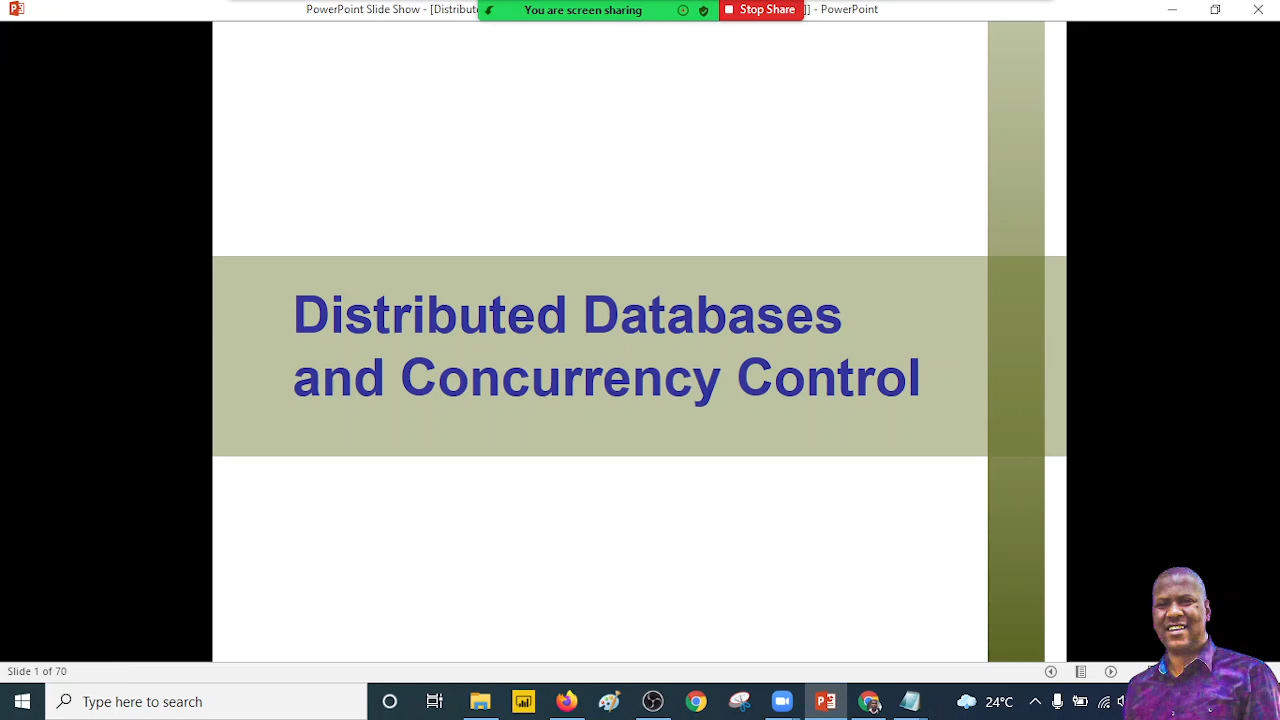 PowerPoint Slide Show - [Distribut
You are screen sharing
Stop Share
]] - PowerPoint
Distributed Databases
and Concurrency Control
Slide 1 of 70
Type here to search
24°C